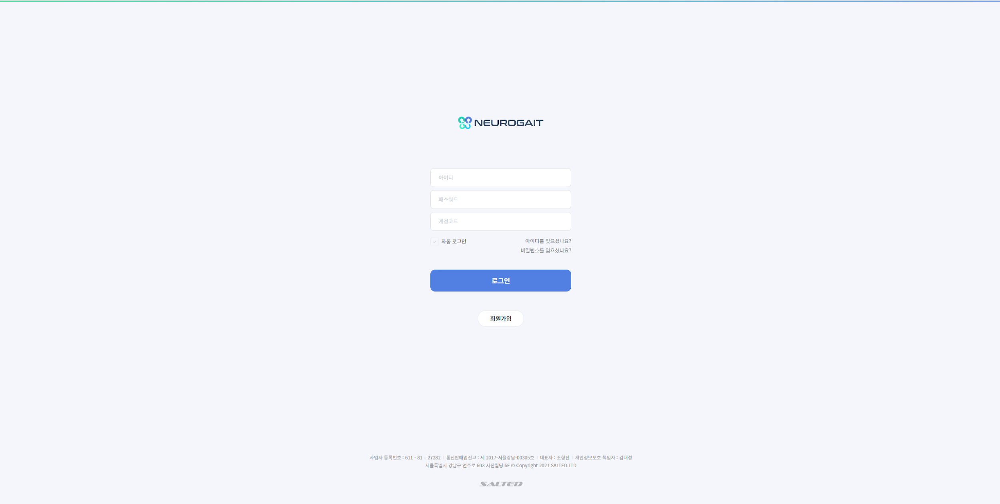 NEUROGAIT
아이디
패스워드
계정코드
자동 로그인
아이디를 잊으셨나요?
비밀번호를 잊으셨나요?
로그인
회원가입
사업자 등록번호 : 611 - 81 – 27282 | 통신판매업신고 : 제 2017-서울강남-00305호 | 대표자 : 조형진 | 개인정보보호 책임자 : 김대성
서울특별시 강남구 언주로 603 서진빌딩 6F © Copyright 2021 SALTED.LTD
SALTED